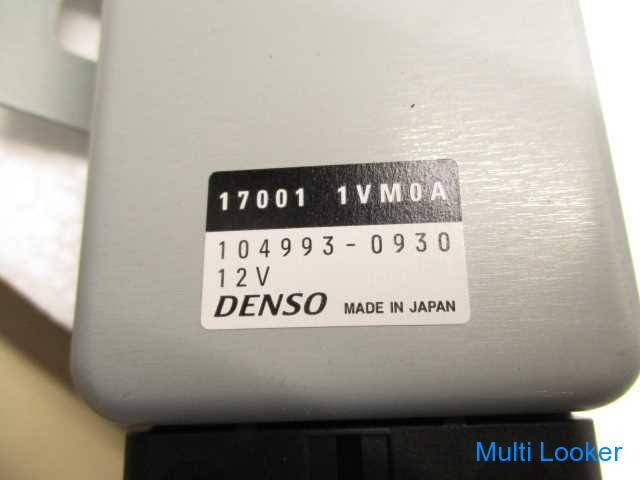 17001 1VM0A
104993-0930
12V
DENSO MADE IN JAPAN
Multi Looker